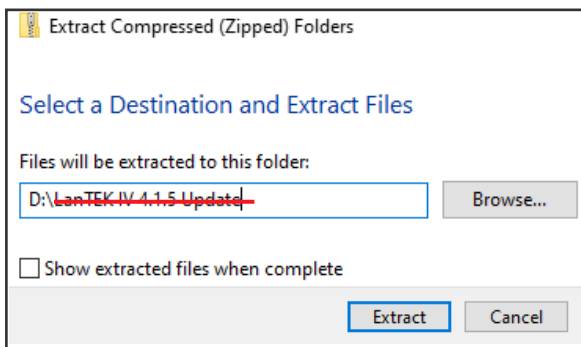 Extract Compressed (Zipped) Folders
Select a Destination and Extract Files
Files will be extracted to this folder:
D:\LanTEK IV 4.1.5 Update
Browse...
Show extracted files when complete
Extract
Cancel